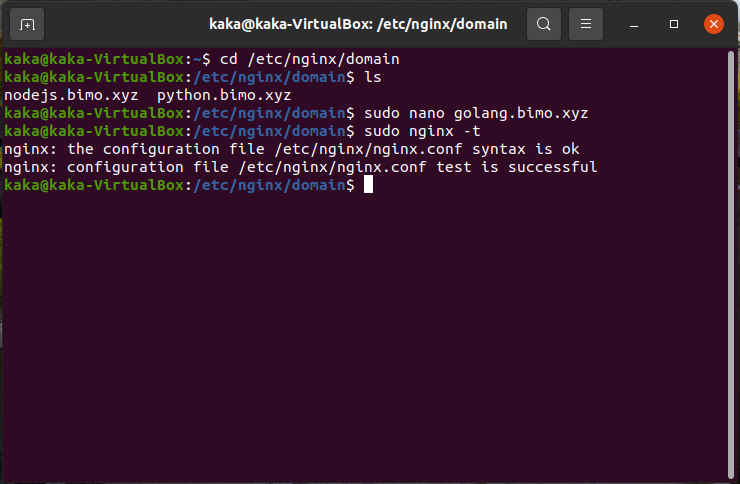 kaka@kaka-VirtualBox: /etc/nginx/domain
kaka@kaka-VirtualBox:~$ cd /etc/nginx/domain
kaka@kaka-VirtualBox:/etc/nginx/domain$ ls
nodejs.bimo.xyz  python.bimo.xyz
kaka@kaka-VirtualBox:/etc/nginx/domain$ sudo nano golang.bimo.xyz
kaka@kaka-VirtualBox:/etc/nginx/domain$ sudo nginx -t
nginx: the configuration file /etc/nginx/nginx.conf syntax is ok
nginx: configuration file /etc/nginx/nginx.conf test is successful
kaka@kaka-VirtualBox:/etc/nginx/domain$